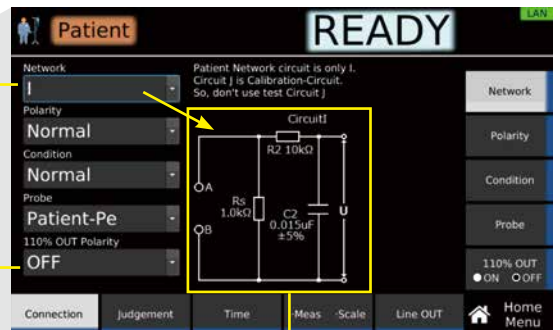 LAN
Patient
READY
Network
I
Patient Network circuit is only I.
Circuit J is Calibration-Circuit.
So, don't use test Circuit J
Polarity
Normal
Condition
Normal
Probe
Patient-Pe
110% OUT Polarity
OFF
CircuitI
R2 10kΩ
A
Rs
1.0kΩ
B
C2
0.015uF
±5%
U
Network
Polarity
Condition
Probe
110% OUT
ON OFF
Connection
Judgement
Time
·Meas ·Scale
Line OUT
Home
Menu